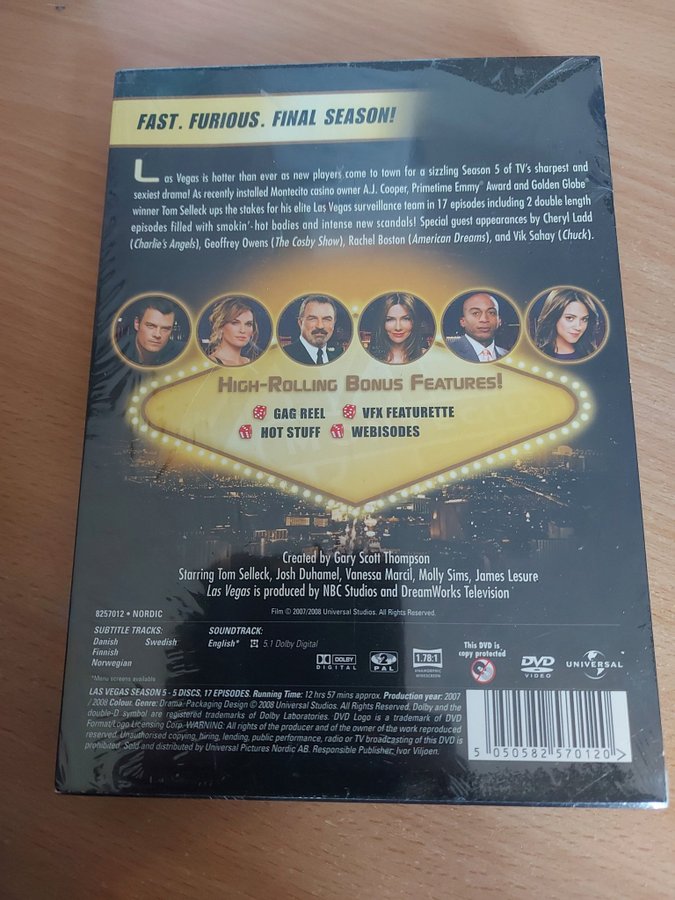 FAST. FURIOUS. FINAL SEASON!
Las Vegas is hotter than ever as new players come to town for a sizzling Season 5 of TV's sharpest and
sexiest drama! As recently installed Montecito casino owner A.J. Cooper, Primetime Emmy® Award and Golden Globe®
winner Tom Selleck ups the stakes for his elite Las Vegas surveillance team in 17 episodes including 2 double length
episodes filled with smokin'-hot bodies and intense new scandals! Special guest appearances by Cheryl Ladd
(Charlie's Angels), Geoffrey Owens (The Cosby Show), Rachel Boston (American Dreams), and Vik Sahay (Chuck).
HIGH-ROLLING BONUS FEATURES!
GAG REEL VFX FEATURETTE
HOT STUFF WEBISODES
Created by Gary Scott Thompson
Starring Tom Selleck, Josh Duhamel, Vanessa Marcil, Molly Sims, James Lesure
Las Vegas is produced by NBC Studios and DreamWorks Television
Film © 2007/2008 Universal Studios. All Rights Reserved.
8257012 • NORDIC
SUBTITLE TRACKS:
Danish Swedish
Finnish
Norwegian
*Menu screens available
SOUNDTRACK:
English* 5.1 Dolby Digital
DOLBY
DIGITAL
2
PAL
1.78:1
ANAMORPHIC
WIDESCREEN
This DVD is
copy protected
DVD
VIDEO
UNIVERSAL
LAS VEGAS SEASON 5 - 5 DISCS, 17 EPISODES. Running Time: 12 hrs 57 mins approx. Production year: 2007
/ 2008 Colour. Genre: Drama. Packaging Design © 2008 Universal Studios. All Rights Reserved. Dolby and the
double-D symbol are registered trademarks of Dolby Laboratories. DVD Logo is a trademark of DVD
Format/Logo Licensing Corp. WARNING: All rights of the producer and of the owner of the work reproduced
reserved. Unauthorised copying, hiring, lending, public performance, radio or TV broadcasting of this DVD is
prohibited. Sold and distributed by Universal Pictures Nordic AB. Responsible Publisher: Ivor Viljoen.
5 050582 570120 >